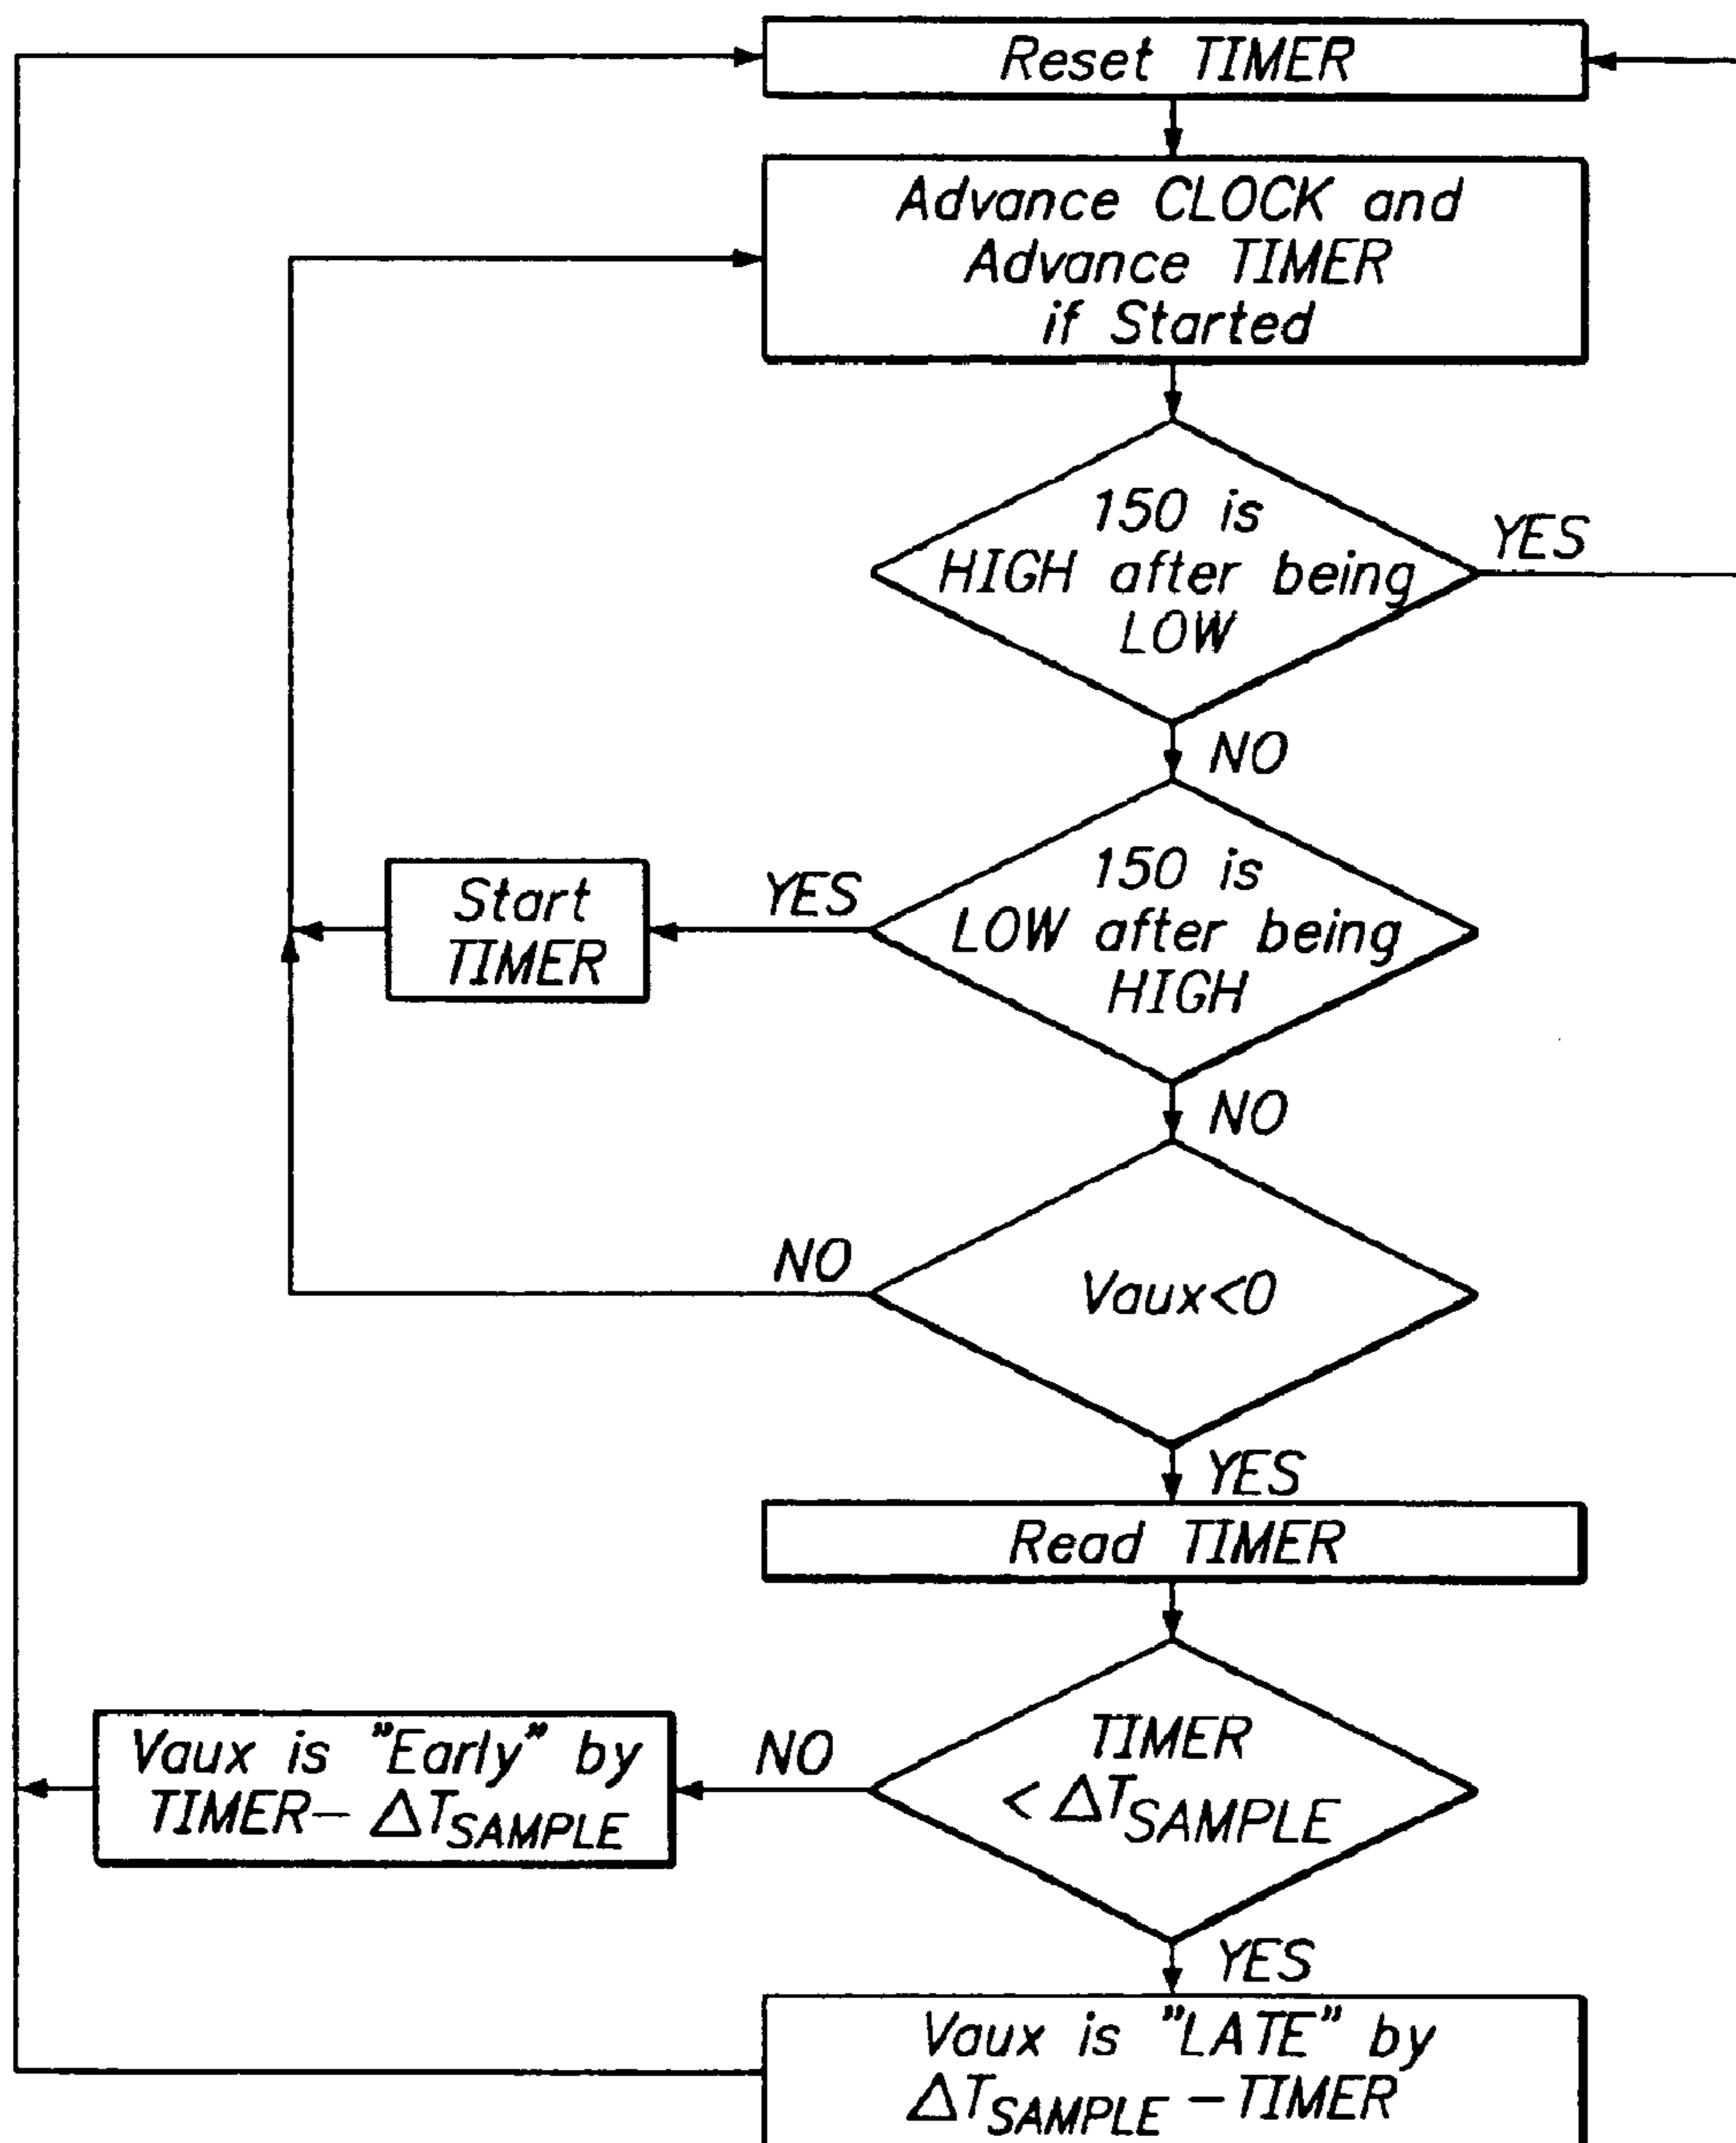 Reset TIMER
Advance CLOCK and
Advance TIMER
if Started
150 is
HIGH after being
LOW
YES
NO
150 is
LOW after being
HIGH
YES
Start
TIMER
NO
Vaux<0
NO
YES
Read TIMER
TIMER
< ΔTSAMPLE
NO
Vaux is "Early" by
TIMER− ΔTSAMPLE
YES
Vaux is "LATE" by
ΔTSAMPLE −TIMER